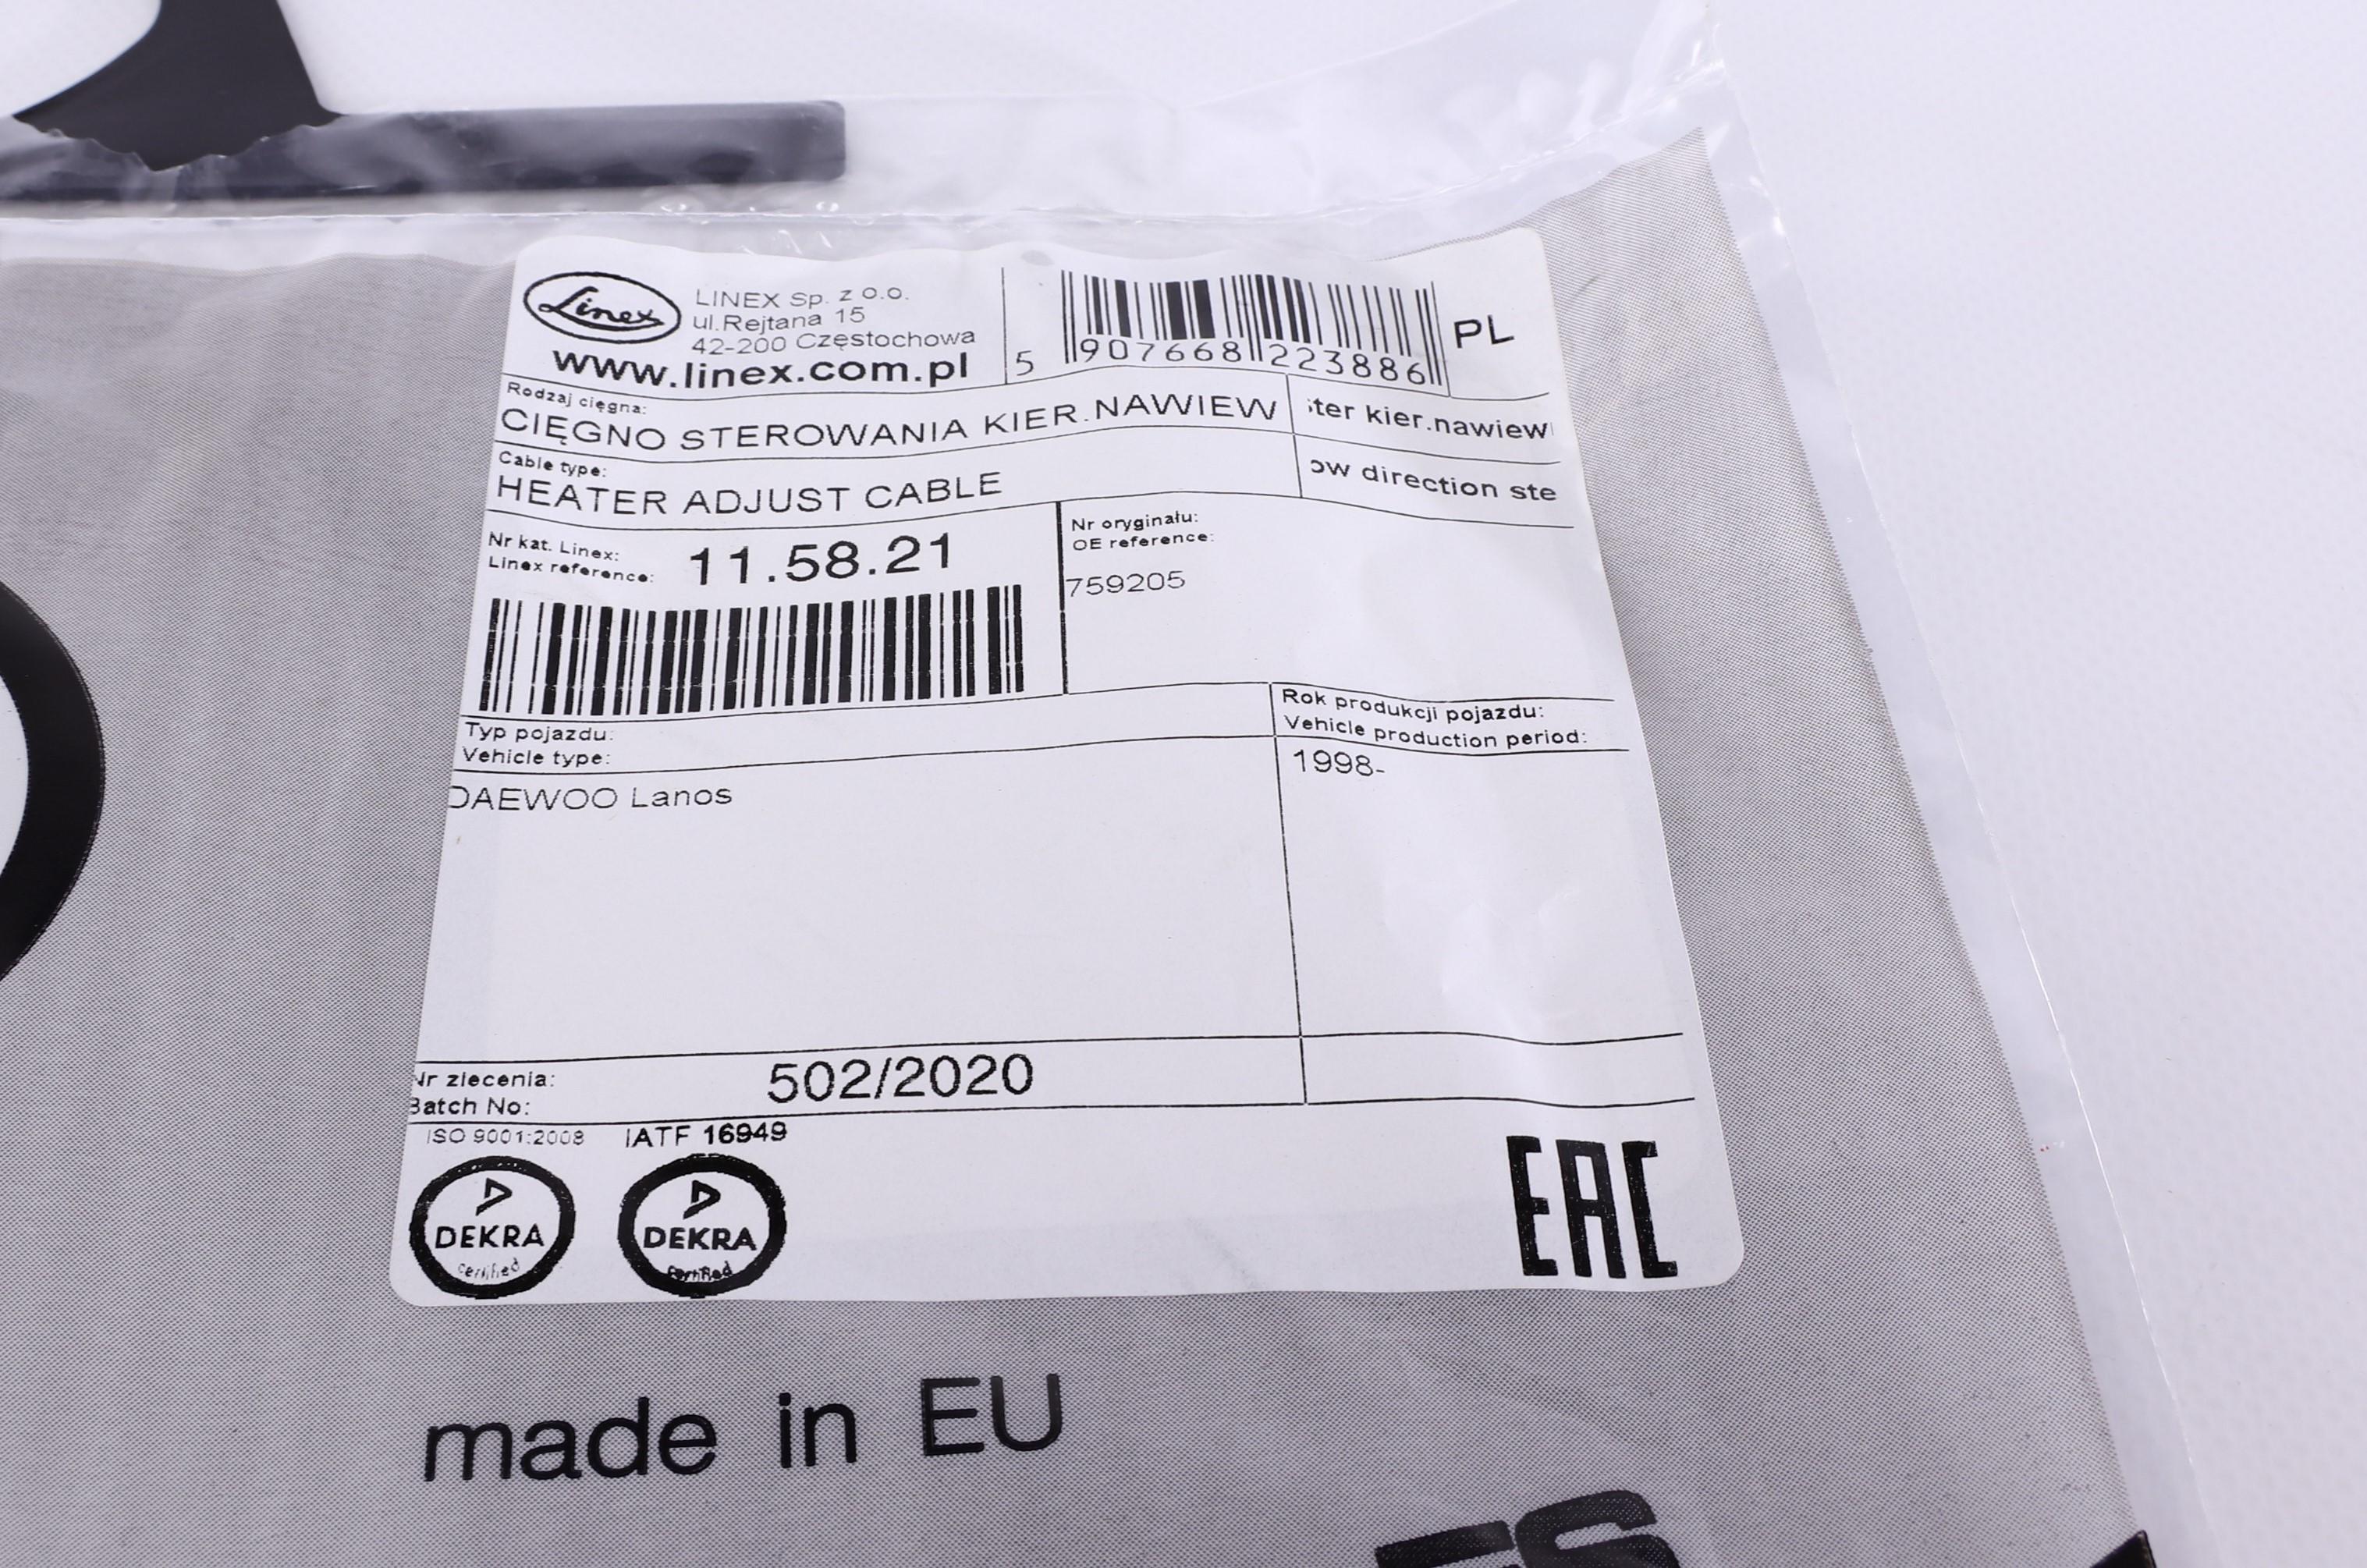 Linex
LINEX Sp. z o.o.
ul.Rejtana 15
42-200 Częstochowa
www.linex.com.pl
5 907668 223886
PL
Rodzaj cięgna:
CIĘGNO STEROWANIA KIER.NAWIEW
ter kier.nawiew
Cable type:
HEATER ADJUST CABLE
ow direction ste
Nr kat. Linex:
Linex reference:
11.58.21
Nr oryginału:
OE reference:
759205
Typ pojazdu:
Vehicle type:
Rok produkcji pojazdu:
Vehicle production period:
DAEWOO Lanos
1998-
Nr zlecenia:
Batch No:
502/2020
ISO 9001:2008
IATF 16949
DEKRA
certified
DEKRA
certified
EAC
made in EU